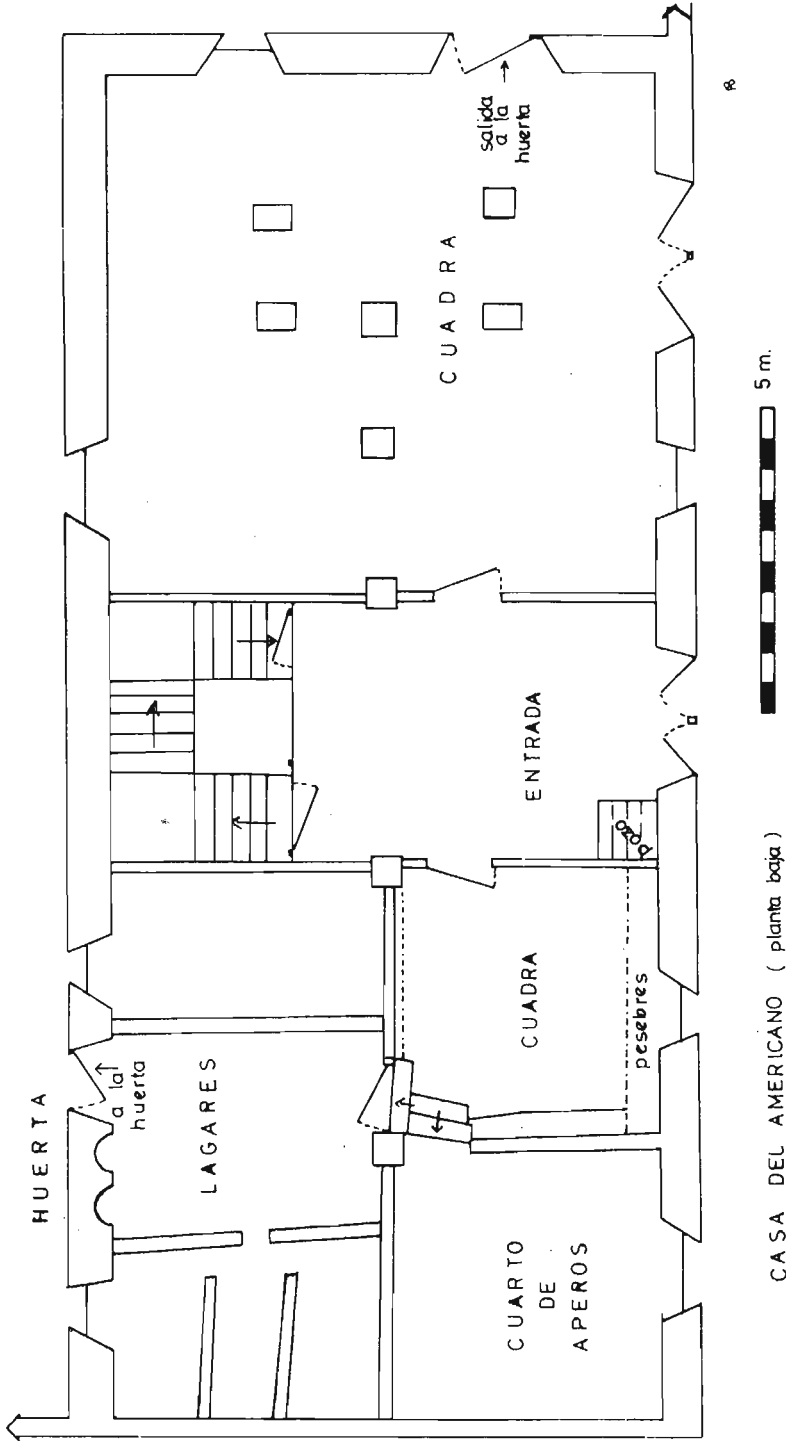 HUERTA
a la
huerta
LAGARES
CUARTO
DE
APEROS
CUADRA
pesebres
pozo
ENTRADA
CUADRA
salida
a la
huerta
5 m.
CASA DEL AMERICANO ( planta baja )